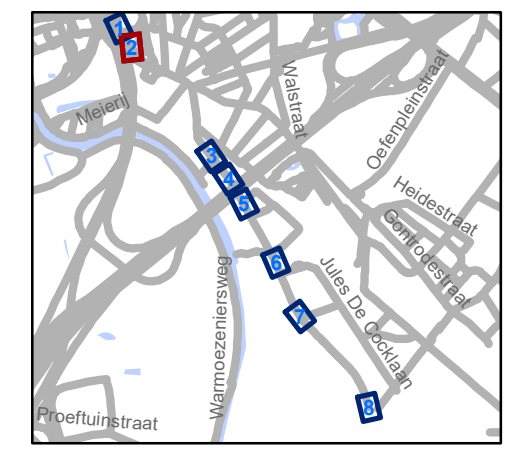 1
2
Walstraat
Oefenpleinstraat
Meierij
3
4
5
Heidestraat
Gontrodestraat
6
Jules De Cocklaan
Warmoezeniersweg
7
8
Proeftuinstraat